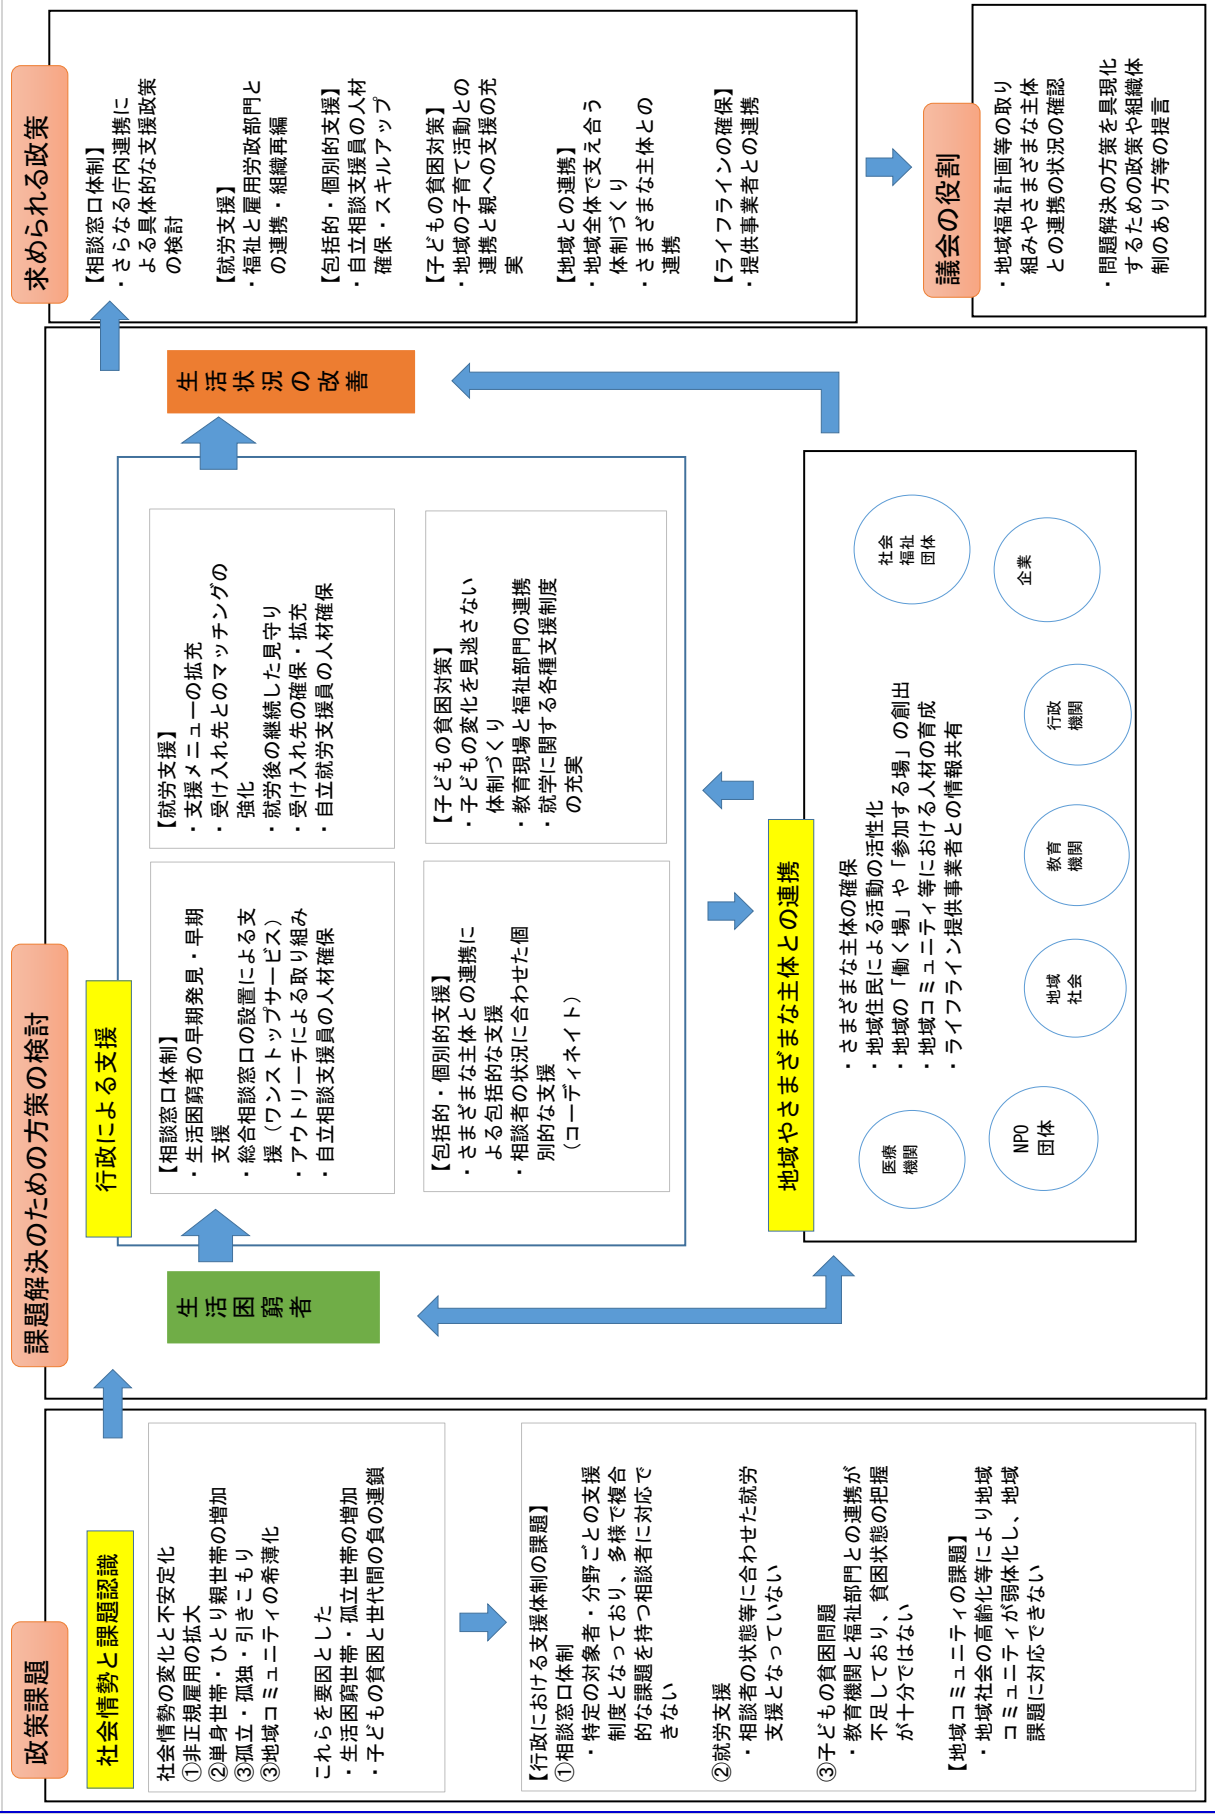 政策課題
社会情勢と課題認識
社会情勢の変化と不安定化
①非正規雇用の拡大
②単身世帯・ひとり親世帯の増加
③孤立・孤独・引きこもり
③地域コミュニティの希薄化
これらを要因とした
・生活困窮世帯・孤立世帯の増加
・子どもの貧困と世代間の負の連鎖
【行政における支援体制の課題】
①相談窓口体制
・特定の対象者・分野ごとの支援
制度となっており、多様で複合
的な課題を持つ相談者に対応で
きない
②就労支援
・相談者の状態等に合わせた就労
支援となっていない
③子どもの貧困問題
・教育機関と福祉部門との連携が
不足しており、貧困状態の把握
が十分ではない
【地域コミュニティの課題】
・地域社会の高齢化等により地域
コミュニティが弱体化し、地域
課題に対応できない
課題解決のための方策の検討
生活困窮者
行政による支援
【相談窓口体制】
・生活困窮者の早期発見・早期
支援
・総合相談窓口の設置による支
援（ワンストップサービス）
・アウトリーチによる取り組み
・自立相談支援員の人材確保
【就労支援】
・支援メニューの拡充
・受け入れ先とのマッチングの
強化
・就労後の継続した見守り
・受け入れ先の確保・拡充
・自立就労支援員の人材確保
【包括的・個別的支援】
・さまざまな主体との連携に
よる包括的な支援
・相談者の状況に合わせた個
別的な支援
（コーディネイト）
【子どもの貧困対策】
・子どもの変化を見逃さない
体制づくり
・教育現場と福祉部門の連携
・就学に関する各種支援制度
の充実
生活状況の改善
地域やさまざまな主体との連携
・さまざまな主体の確保
・地域住民による活動の活性化
・地域の「働く場」や「参加する場」の創出
・地域コミュニティ等における人材の育成
・ライフライン提供事業者との情報共有
医療
機関
NPO
団体
地域
社会
教育
機関
行政
機関
企業
社会
福祉
団体
求められる政策
【相談窓口体制】
・さらなる庁内連携に
よる具体的な支援政策
の検討
【就労支援】
・福祉と雇用労政部門と
の連携・組織再編
【包括的・個別的支援】
・自立相談支援員の人材
確保・スキルアップ
【子どもの貧困対策】
・地域の子育て活動との
連携と親への支援の充
実
【地域との連携】
・地域全体で支え合う
体制づくり
・さまざまな主体との
連携
【ライフラインの確保】
・提供事業者との連携
議会の役割
・地域福祉計画等の取り
組みやさまざまな主体
との連携の状況の確認
・問題解決の方策を具現化
するための政策や組織体
制のあり方等の提言